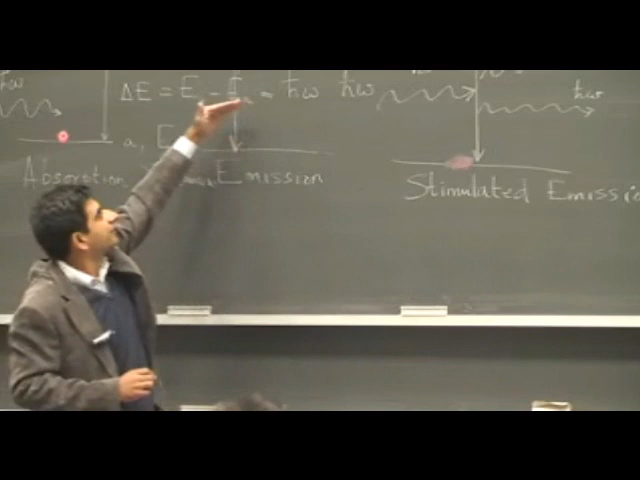 ħω
ΔE = E - E = ħω ħω
ħω
a, E
Absorption Emission
Stimulated Emissio